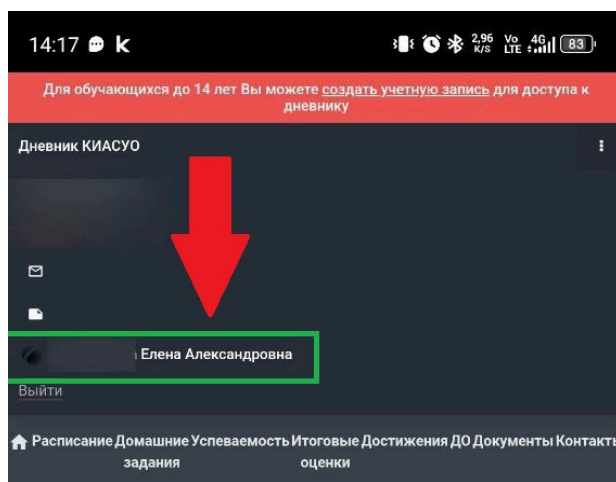 14:17 k 2,96 K/S Vo LTE 4G 83
Для обучающихся до 14 лет Вы можете создать учетную запись для доступа к
дневнику
Дневник КИАСУО
Елена Александровна
Выйти
Расписание Домашние Успеваемость Итоговые Достижения ДО Документы Контакты
задания оценки